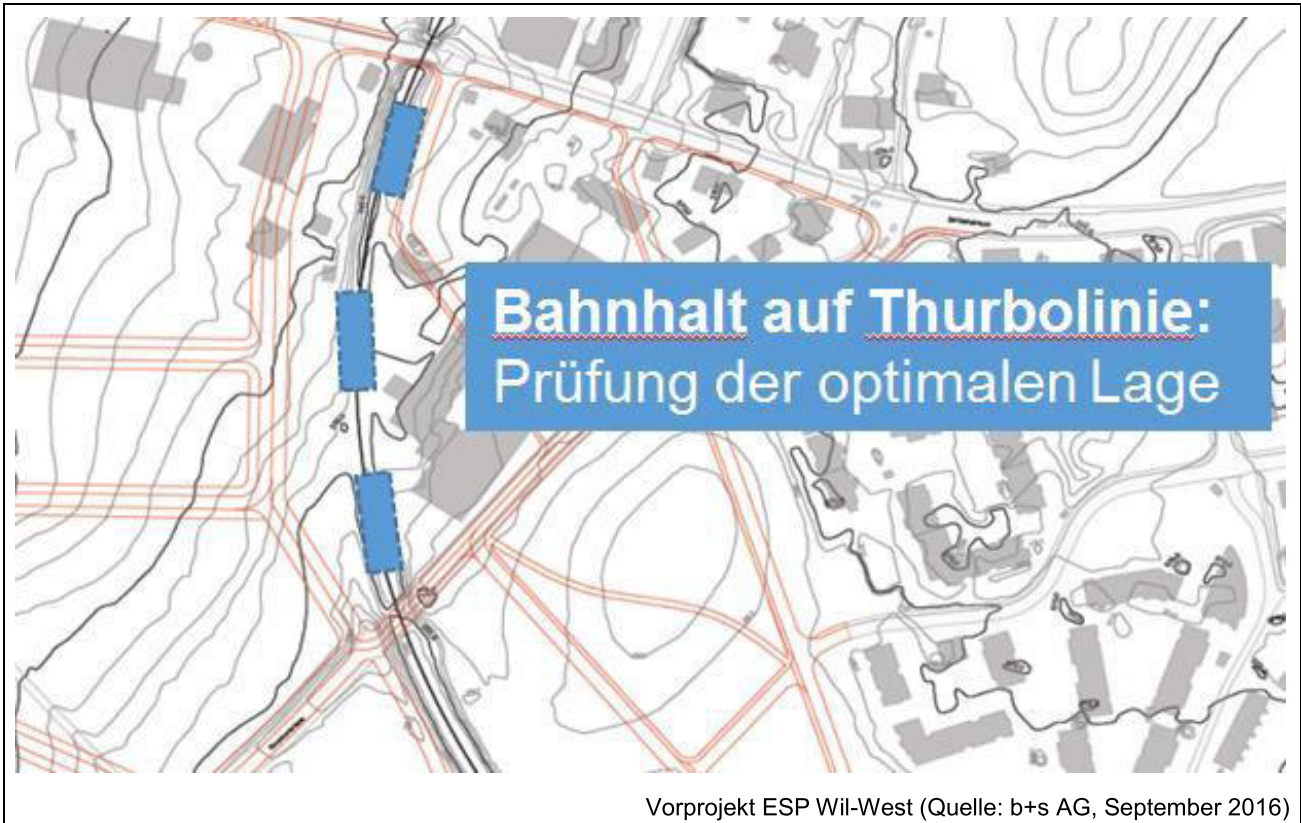 Bahnhalt auf Thurbolinie:
Prüfung der optimalen Lage
Vorprojekt ESP Wil-West (Quelle: b+s AG, September 2016)